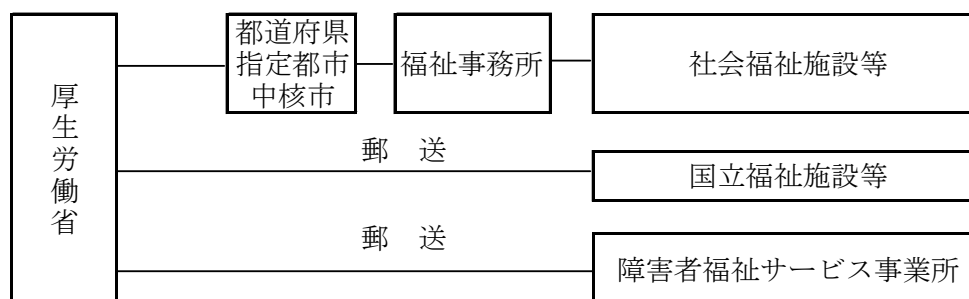 厚生労働省
都道府県
指定都市
中核市
福祉事務所
社会福祉施設等
郵　送
国立福祉施設等
郵　送
障害者福祉サービス事業所